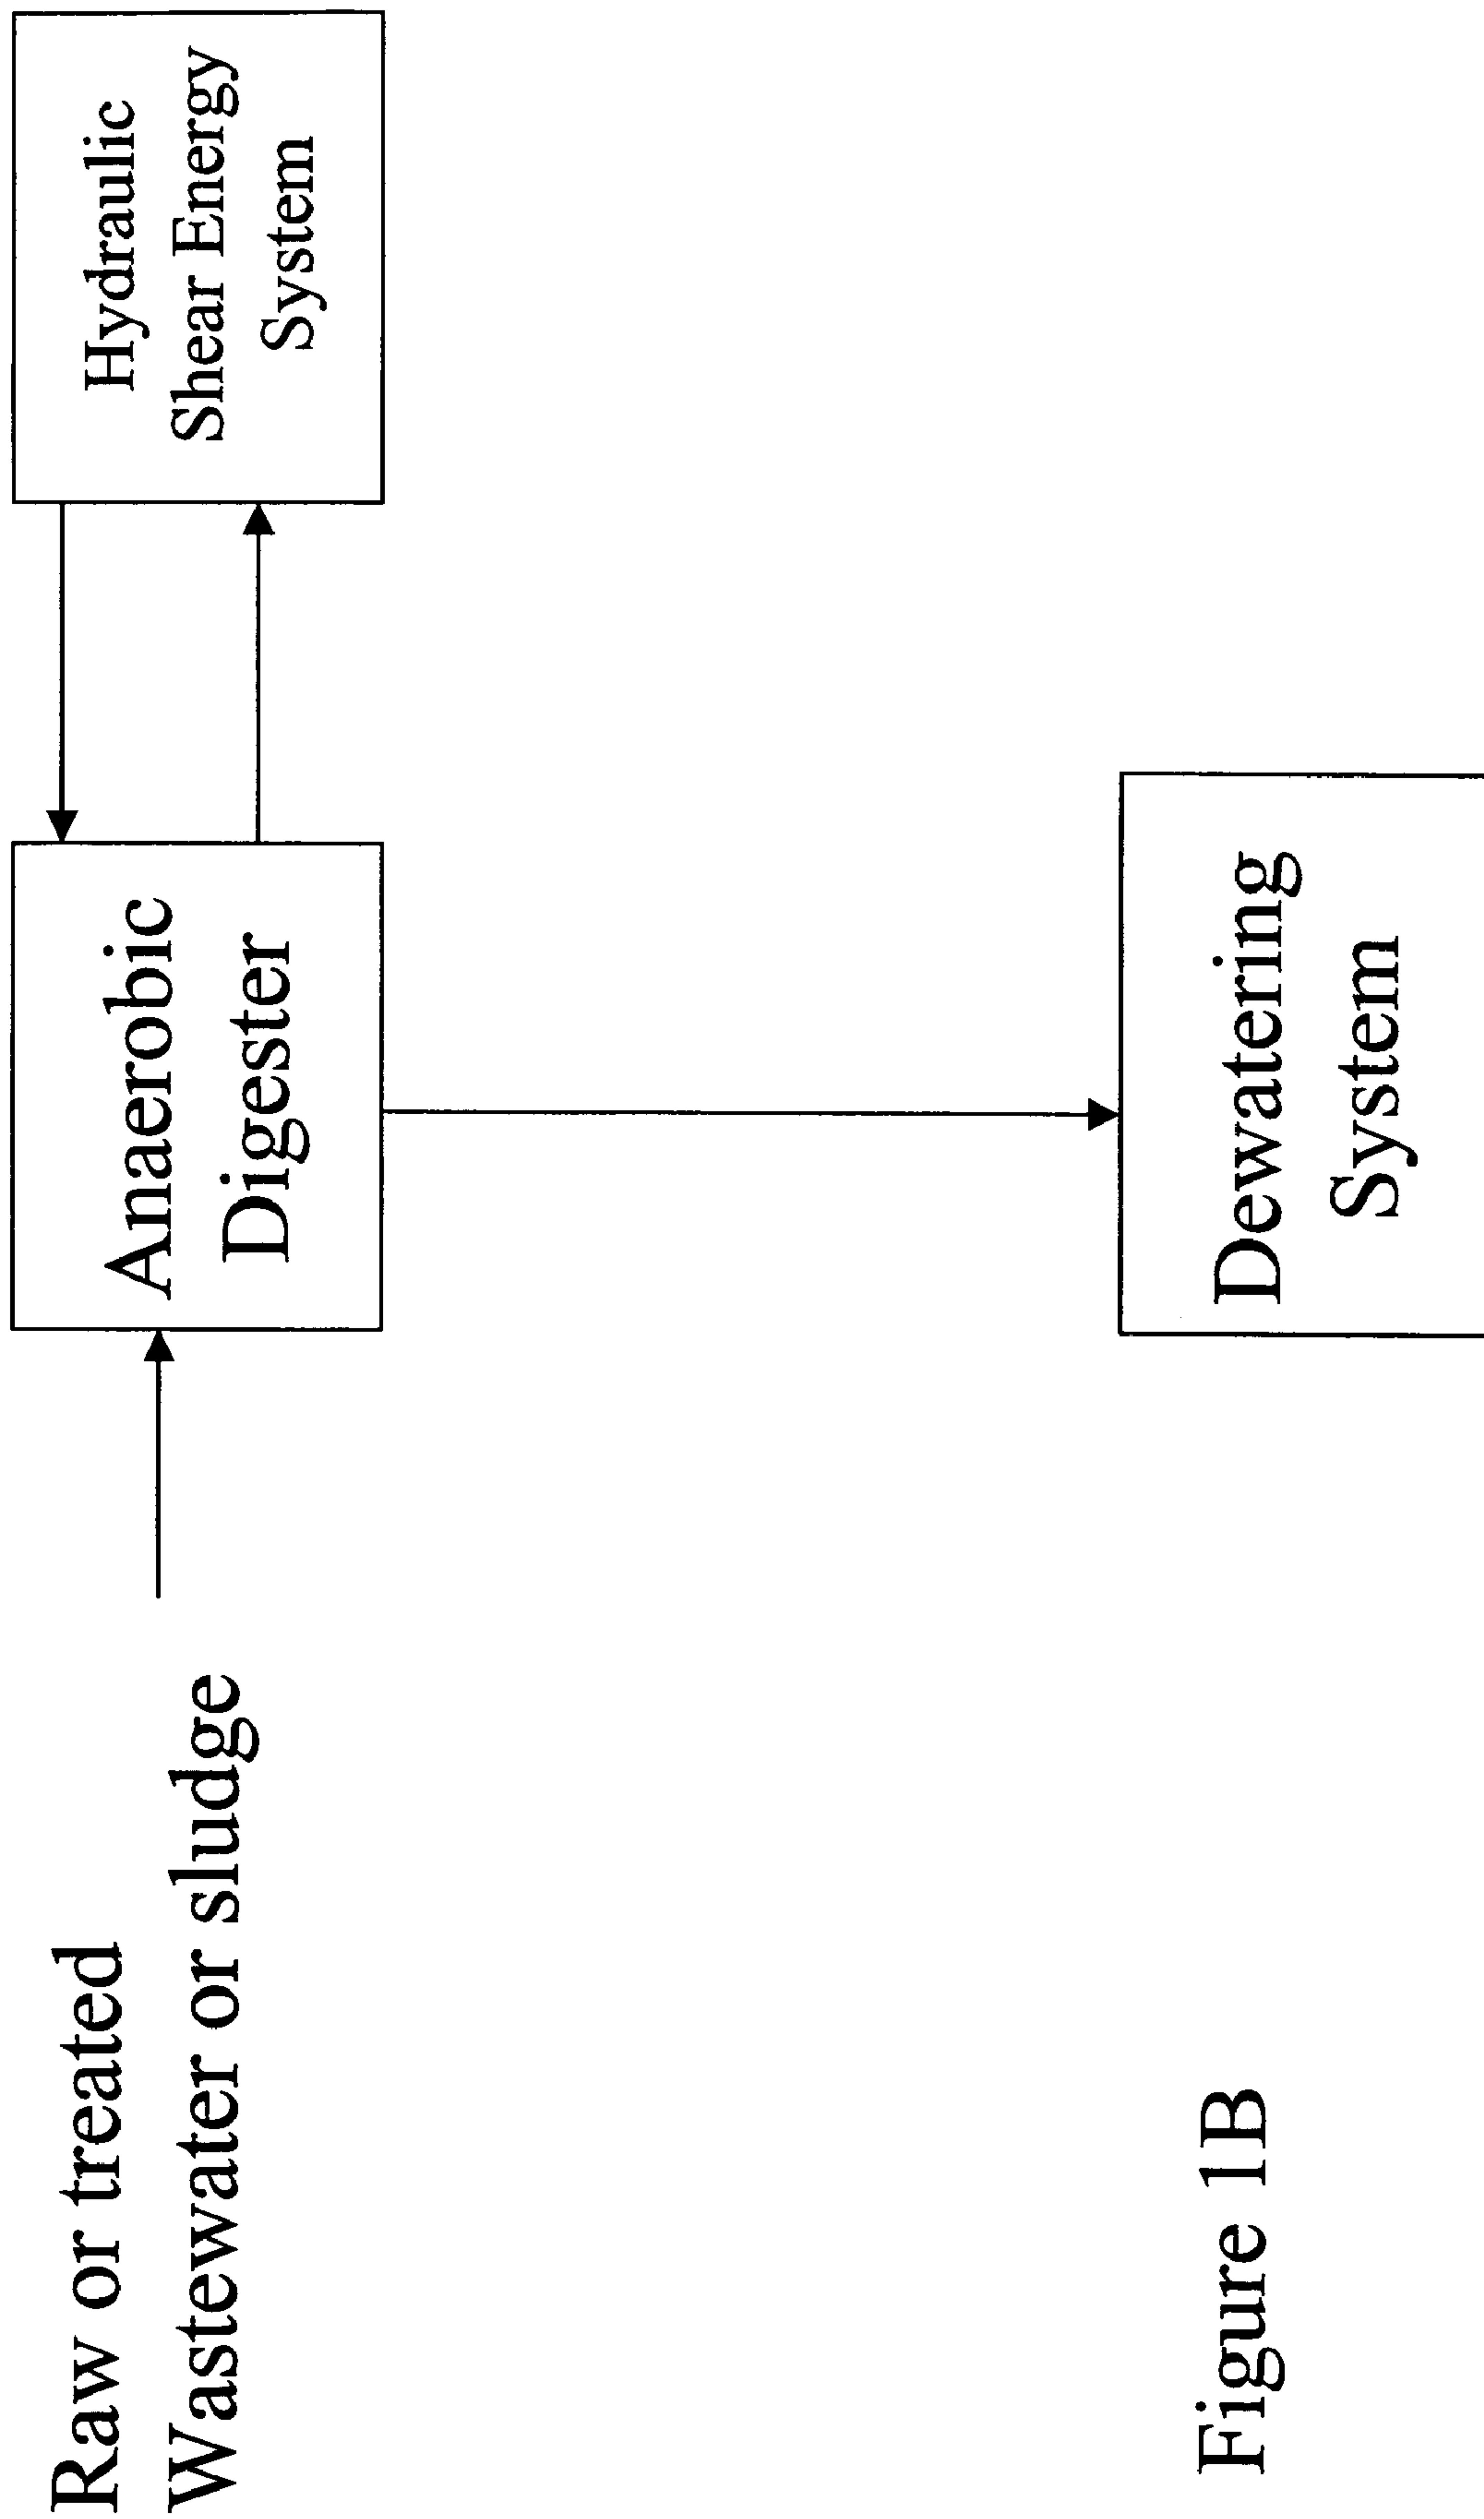 Raw or treated
Wastewater or sludge
Anaerobic
Digester
Hydraulic
Shear Energy
System
Dewatering
System
Figure 1B